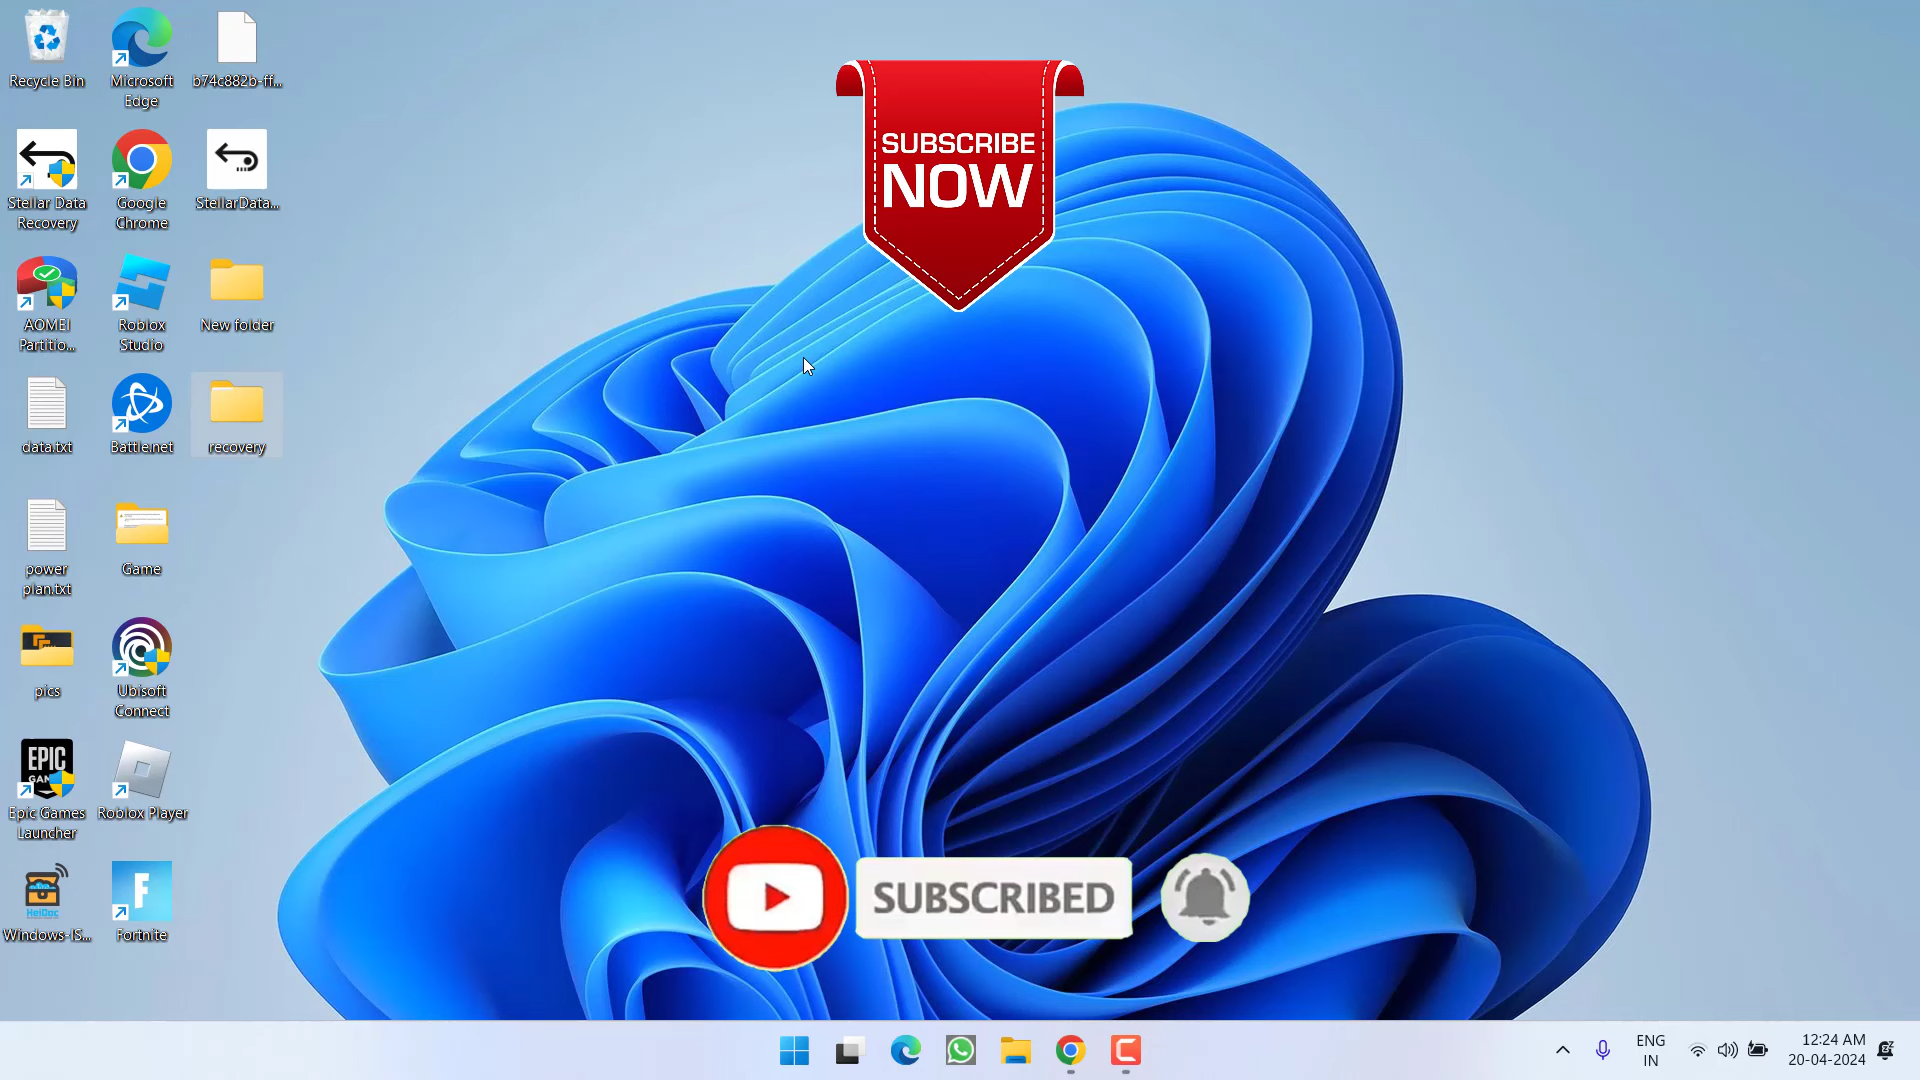 Recycle Bin
Microsoft
Edge
b74c882b-ff...
Stellar Data
Recovery
Google
Chrome
StellarData...
AOMEI
Partitio...
Roblox
Studio
New folder
data.txt
Battle.net
recovery
power
plan.txt
Game
pics
Ubisoft
Connect
EPIC
Epic Games
Launcher
Roblox Player
HeiDoc
Windows-IS...
F
Fortnite
SUBSCRIBE
NOW
SUBSCRIBED
ENG
IN
12:24 AM
20-04-2024